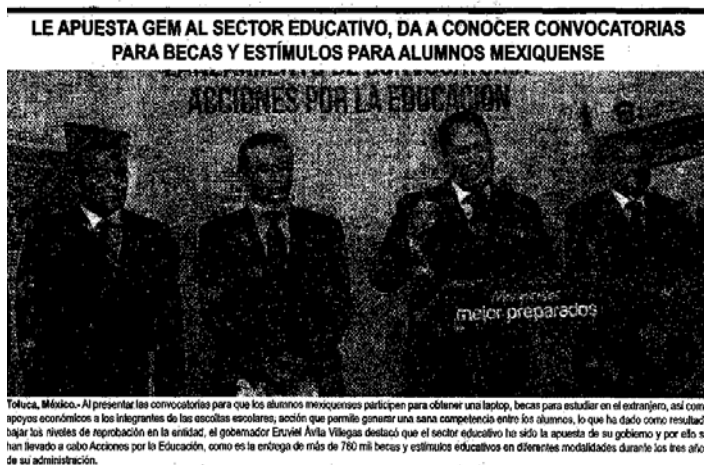 LE APUESTA GEM AL SECTOR EDUCATIVO, DA A CONOCER CONVOCATORIAS
PARA BECAS Y ESTÍMULOS PARA ALUMNOS MEXIQUENSE
LANZAMIENTO DE CONVOCATORIA
ACCIONES POR LA EDUCACIÓN
mejor preparados
Toluca, México.- Al presentar las convocatorias para que los alumnos mexiquenses participen para obtener una laptop, becas para estudiar en el extranjero, así com
apoyos económicos a los integrantes de las escoltas escolares, acción que permite generar una sana competencia entre los alumnos, lo que ha dado como resultad
bajar los niveles de reprobación en la entidad, el gobernador Eruviel Ávila Villegas destacó que el sector educativo ha sido la apuesta de su gobierno y por ello s
han llevado a cabo Acciones por la Educación, como es la entrega de más de 760 mil becas y estímulos educativos en diferentes modalidades durante los tres año
de su administración.